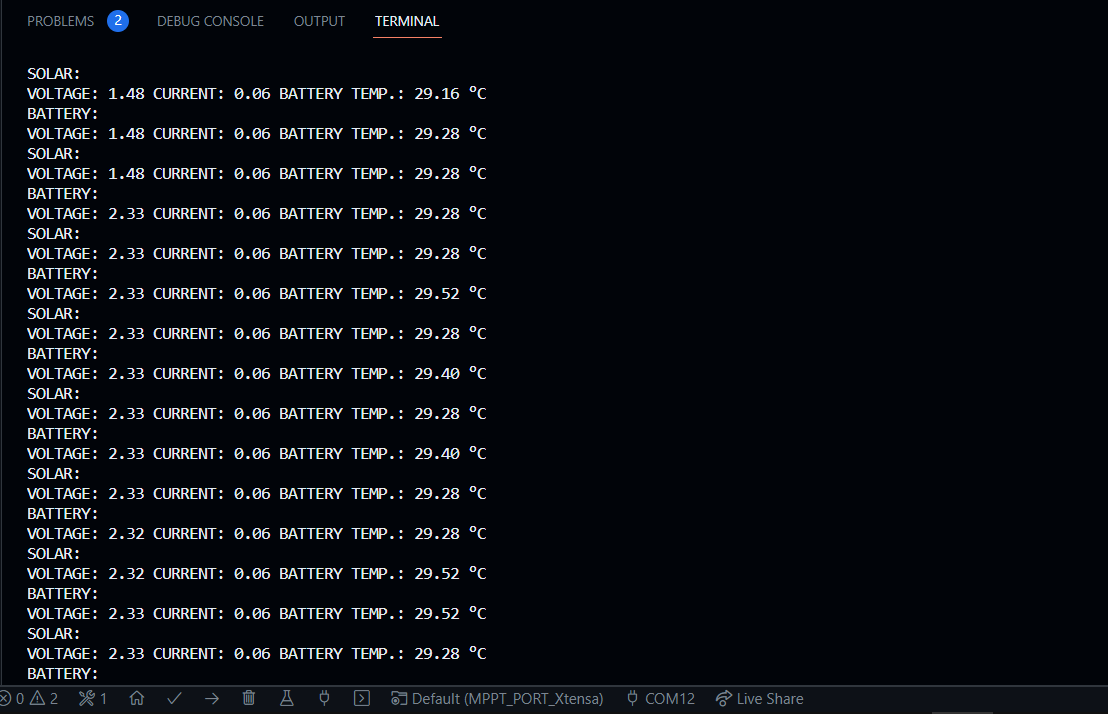 PROBLEMS 2 DEBUG CONSOLE OUTPUT TERMINAL
SOLAR:
VOLTAGE: 1.48 CURRENT: 0.06 BATTERY TEMP.: 29.16 ºC
BATTERY:
VOLTAGE: 1.48 CURRENT: 0.06 BATTERY TEMP.: 29.28 ºC
SOLAR:
VOLTAGE: 1.48 CURRENT: 0.06 BATTERY TEMP.: 29.28 ºC
BATTERY:
VOLTAGE: 2.33 CURRENT: 0.06 BATTERY TEMP.: 29.28 ºC
SOLAR:
VOLTAGE: 2.33 CURRENT: 0.06 BATTERY TEMP.: 29.28 ºC
BATTERY:
VOLTAGE: 2.33 CURRENT: 0.06 BATTERY TEMP.: 29.52 ºC
SOLAR:
VOLTAGE: 2.33 CURRENT: 0.06 BATTERY TEMP.: 29.28 ºC
BATTERY:
VOLTAGE: 2.33 CURRENT: 0.06 BATTERY TEMP.: 29.40 ºC
SOLAR:
VOLTAGE: 2.33 CURRENT: 0.06 BATTERY TEMP.: 29.28 ºC
BATTERY:
VOLTAGE: 2.33 CURRENT: 0.06 BATTERY TEMP.: 29.40 ºC
SOLAR:
VOLTAGE: 2.33 CURRENT: 0.06 BATTERY TEMP.: 29.28 ºC
BATTERY:
VOLTAGE: 2.32 CURRENT: 0.06 BATTERY TEMP.: 29.28 ºC
SOLAR:
VOLTAGE: 2.32 CURRENT: 0.06 BATTERY TEMP.: 29.52 ºC
BATTERY:
VOLTAGE: 2.33 CURRENT: 0.06 BATTERY TEMP.: 29.52 ºC
SOLAR:
VOLTAGE: 2.33 CURRENT: 0.06 BATTERY TEMP.: 29.28 ºC
BATTERY:
0 2 1 Default (MPPT_PORT_Xtensa) COM12 Live Share